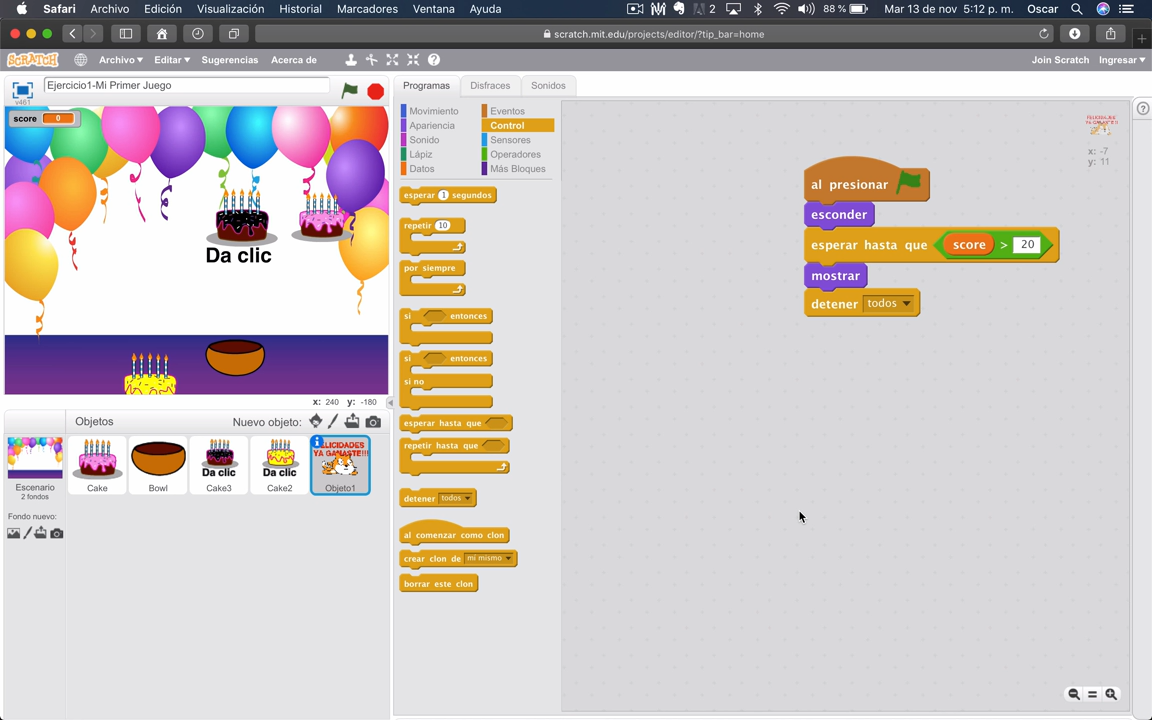 Safari Archivo Edición Visualización Historial Marcadores Ventana Ayuda 2 88 % Mar 13 de nov 5:12 p. m. Oscar
scratch.mit.edu/projects/editor/?tip_bar=home
SCRATCH Archivo Editar Sugerencias Acerca de Join Scratch Ingresar
v461
Ejercicio1-Mi Primer Juego
Programas Disfraces Sonidos
score 0
Da clic
x: 240 y: -180
Objetos Nuevo objeto:
Escenario
2 fondos
Fondo nuevo:
Cake
Bowl
Da clic
Cake3
Da clic
Cake2
FELICIDADES
YA GANASTE!!!
Objeto1
Movimiento Eventos
Apariencia Control
Sonido Sensores
Lápiz Operadores
Datos Más Bloques
esperar 1 segundos
repetir 10
por siempre
si entonces
si entonces
si no
esperar hasta que
repetir hasta que
detener todos
al comenzar como clon
crear clon de mi mismo
borrar este clon
al presionar
esconder
esperar hasta que score > 20
mostrar
detener todos
x: -7
y: 11